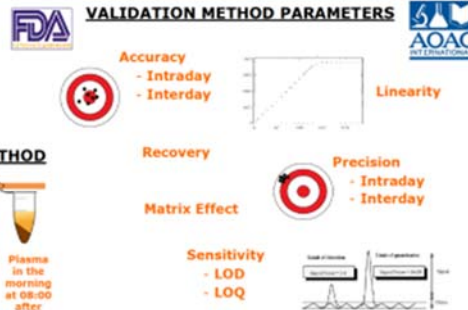 FDA
VALIDATION METHOD PARAMETERS
AOAC
INTERNATIONAL
Accuracy
- Intraday
- Interday
Linearity
THOD
Recovery
Precision
- Intraday
- Interday
Matrix Effect
Plasma
in the
morning
at 08:00
after
Sensitivity
- LOD
- LOQ